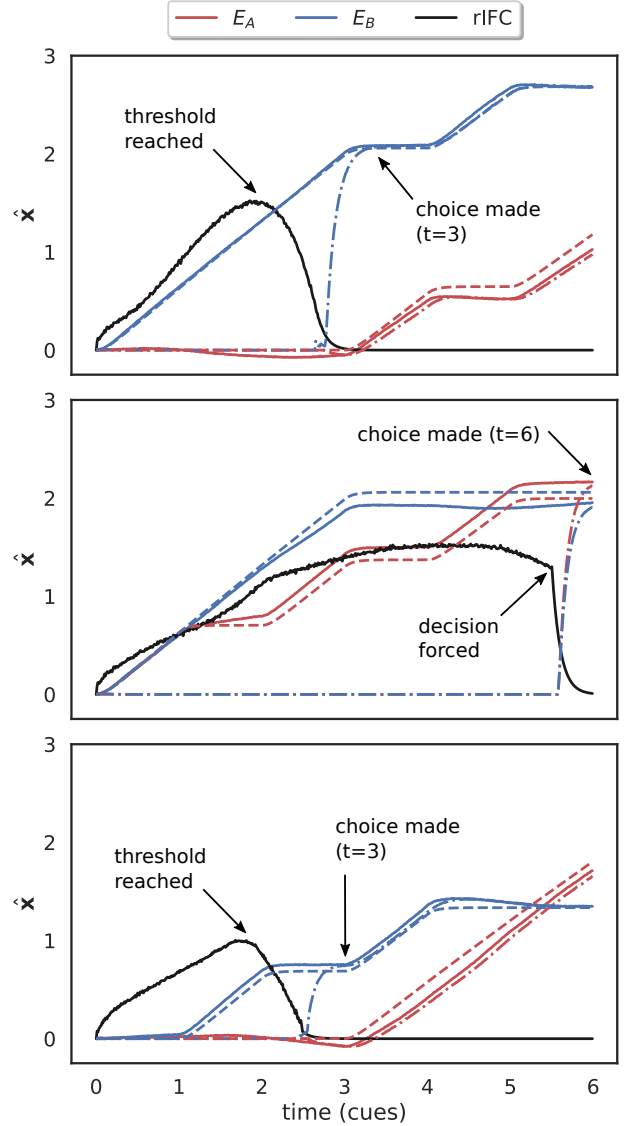 E_A E_B rIFC
3
threshold
reached
2
choice made
(t=3)
x̂
1
0
3
choice made (t=6)
2
x̂
1
decision
forced
0
3
choice made
(t=3)
2
threshold
reached
x̂
1
0
0 1 2 3 4 5 6
time (cues)